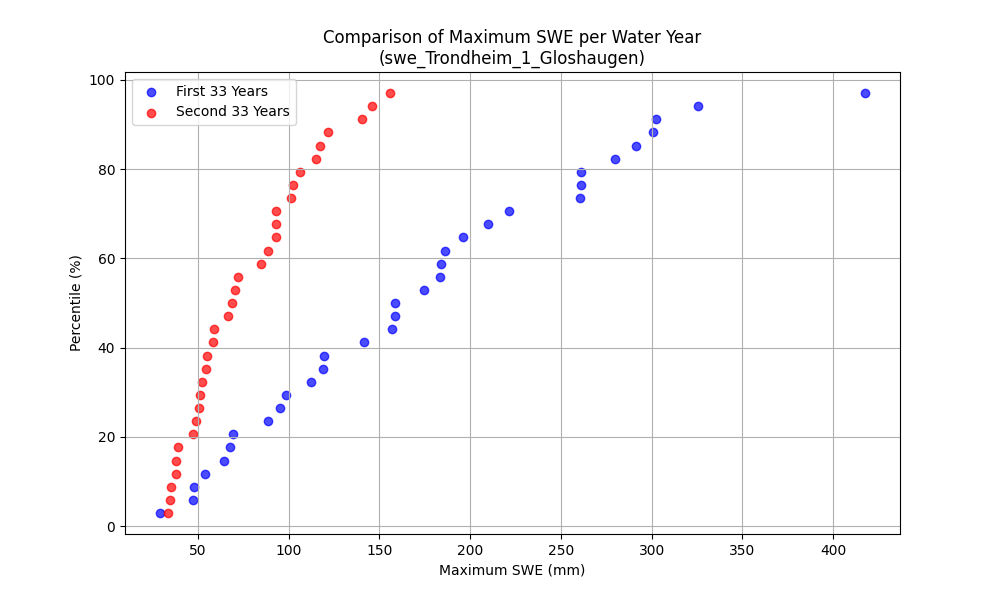 Comparison of Maximum SWE per Water Year
(swe_Trondheim_1_Gloshaugen)
First 33 Years
Second 33 Years
Percentile (%)
100
80
60
40
20
0
50 100 150 200 250 300 350 400
Maximum SWE (mm)